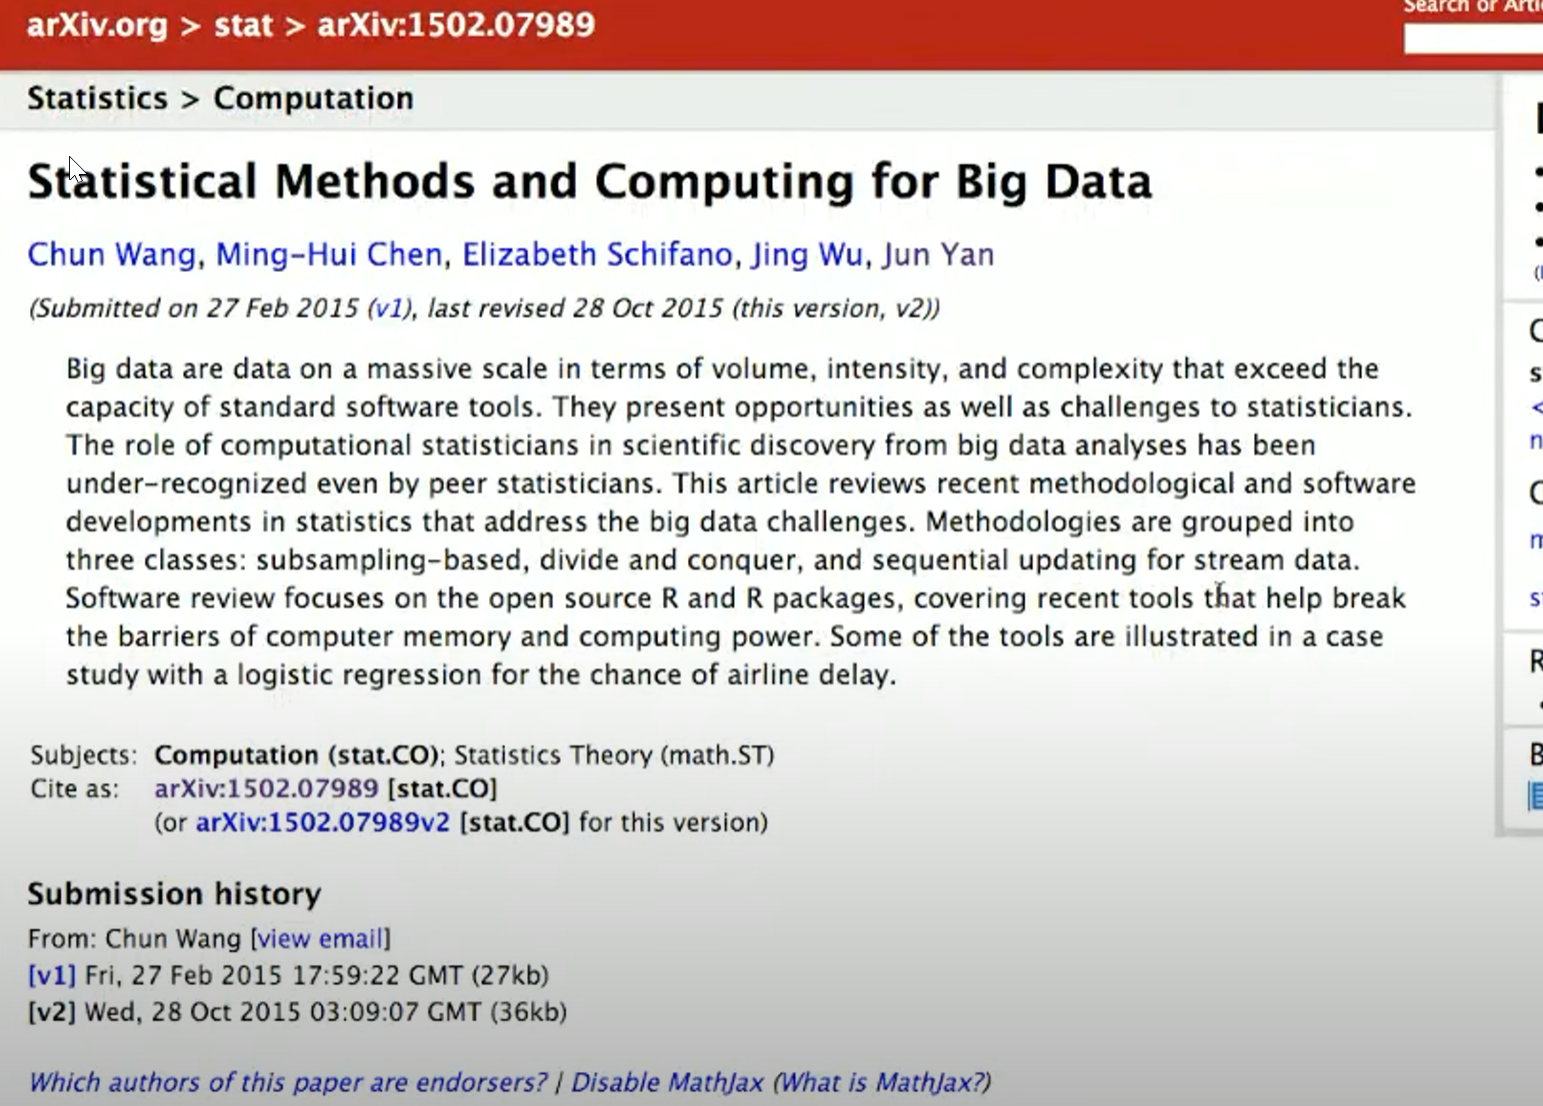 arXiv.org > stat > arXiv:1502.07989
Search or Arti
Statistics > Computation
Statistical Methods and Computing for Big Data
Chun Wang, Ming-Hui Chen, Elizabeth Schifano, Jing Wu, Jun Yan
(Submitted on 27 Feb 2015 (v1), last revised 28 Oct 2015 (this version, v2))
Big data are data on a massive scale in terms of volume, intensity, and complexity that exceed the
capacity of standard software tools. They present opportunities as well as challenges to statisticians.
The role of computational statisticians in scientific discovery from big data analyses has been
under-recognized even by peer statisticians. This article reviews recent methodological and software
developments in statistics that address the big data challenges. Methodologies are grouped into
three classes: subsampling-based, divide and conquer, and sequential updating for stream data.
Software review focuses on the open source R and R packages, covering recent tools that help break
the barriers of computer memory and computing power. Some of the tools are illustrated in a case
study with a logistic regression for the chance of airline delay.
Subjects: Computation (stat.CO); Statistics Theory (math.ST)
Cite as: arXiv:1502.07989 [stat.CO]
(or arXiv:1502.07989v2 [stat.CO] for this version)
Submission history
From: Chun Wang [view email]
[v1] Fri, 27 Feb 2015 17:59:22 GMT (27kb)
[v2] Wed, 28 Oct 2015 03:09:07 GMT (36kb)
Which authors of this paper are endorsers? | Disable MathJax (What is MathJax?)